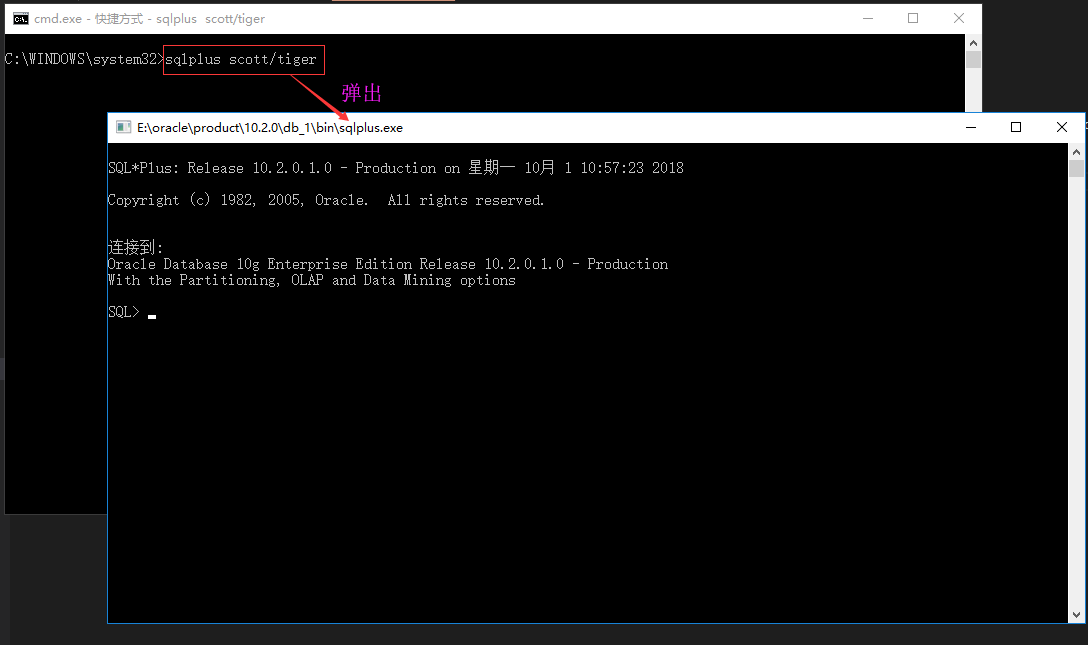 cmd.exe - 快捷方式 - sqlplus  scott/tiger
C:\WINDOWS\system32>sqlplus scott/tiger
弹出
E:\oracle\product\10.2.0\db_1\bin\sqlplus.exe
SQL*Plus: Release 10.2.0.1.0 - Production on 星期一 10月 1 10:57:23 2018
Copyright (c) 1982, 2005, Oracle.  All rights reserved.
连接到:
Oracle Database 10g Enterprise Edition Release 10.2.0.1.0 - Production
With the Partitioning, OLAP and Data Mining options
SQL>